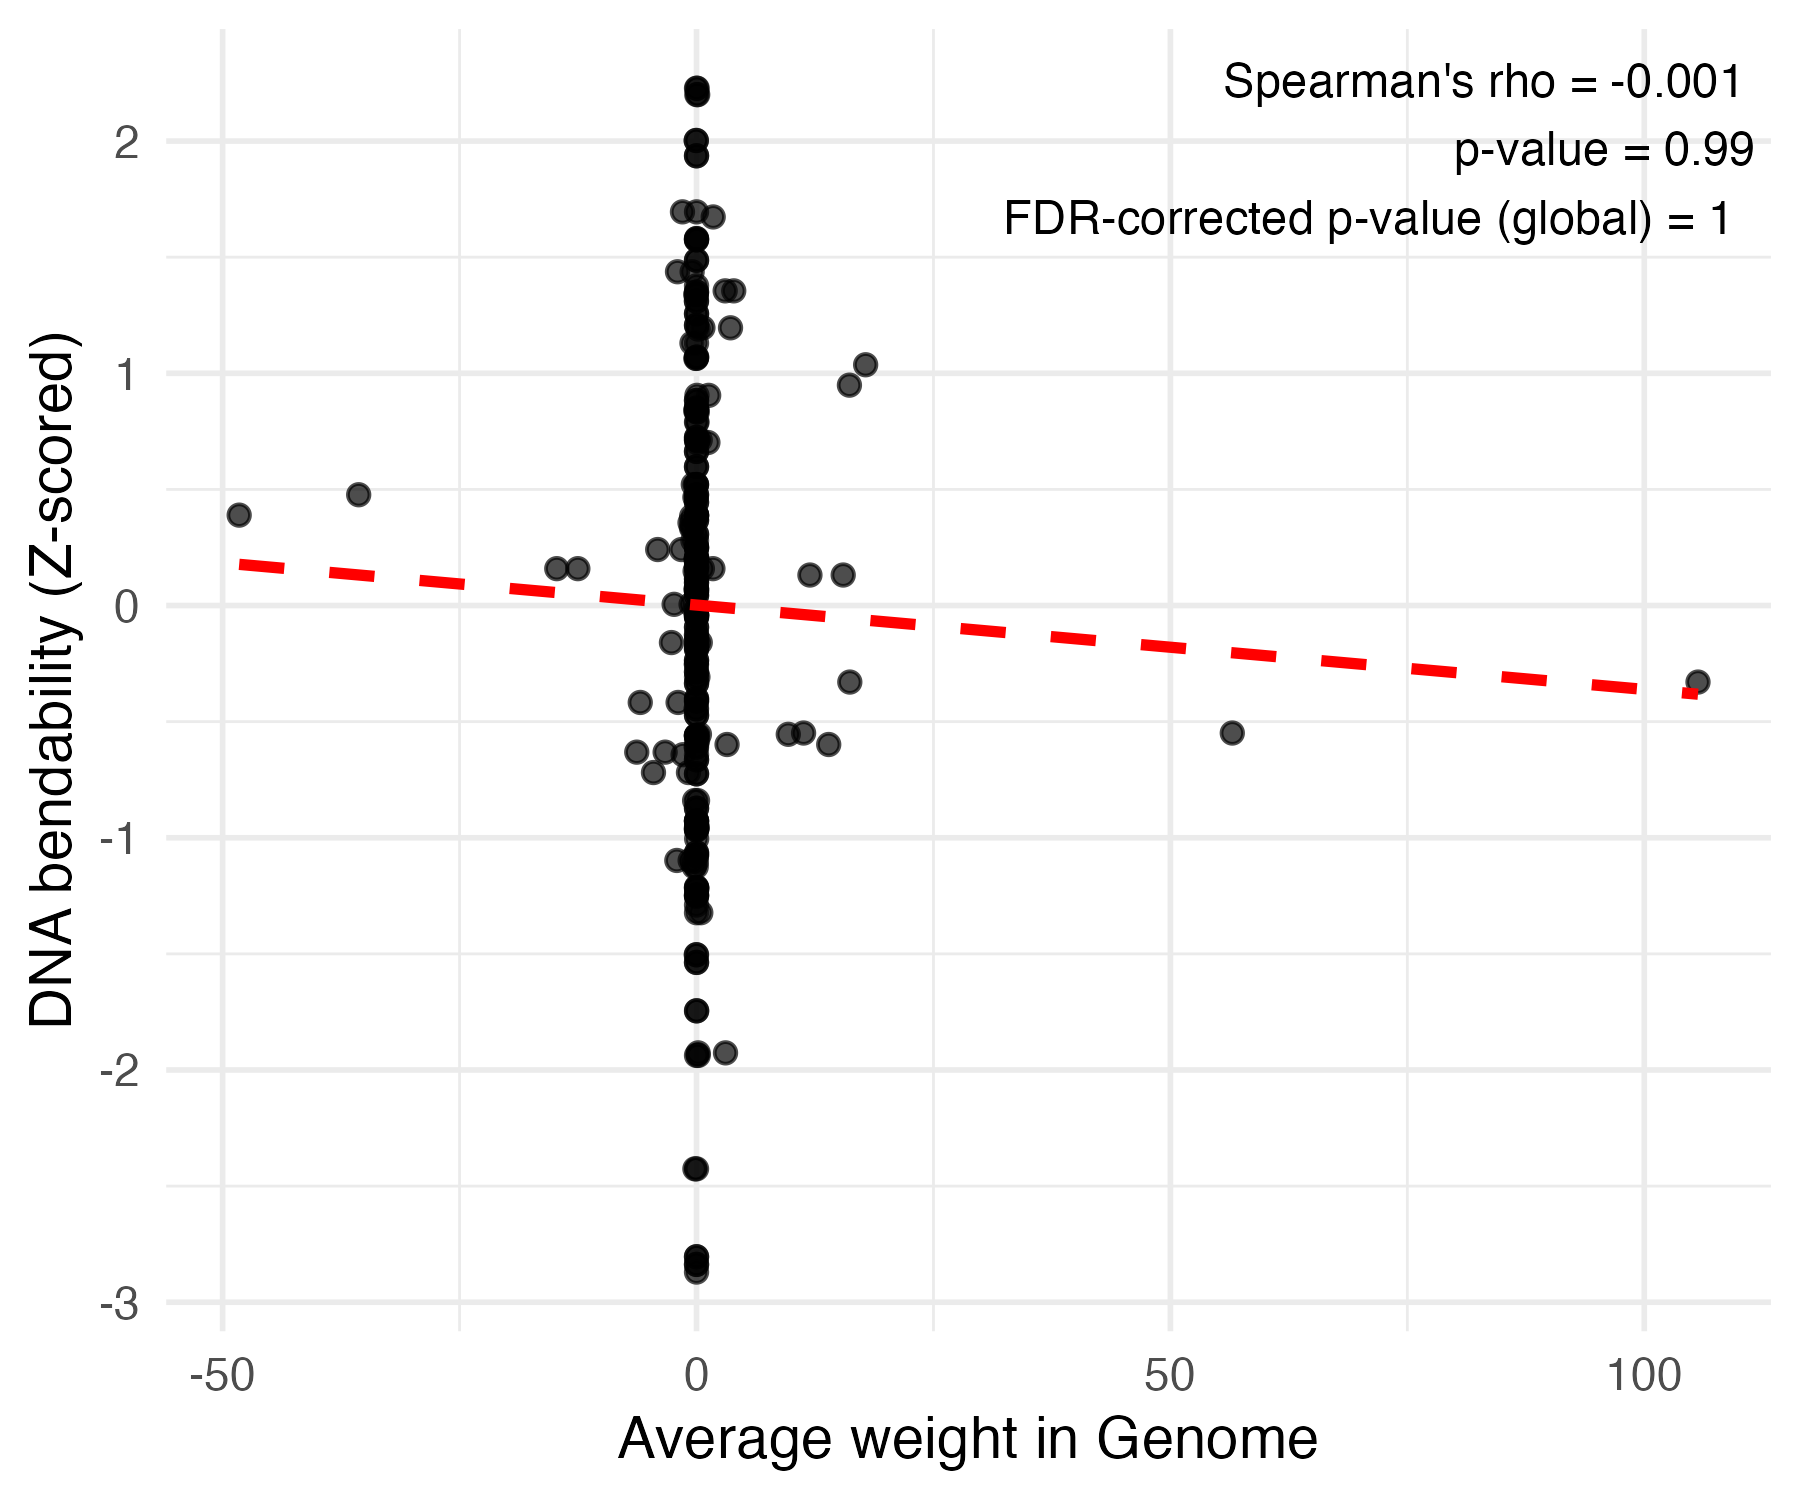 Spearman's rho = -0.001
p-value = 0.99
FDR-corrected p-value (global) = 1
DNA bendability (Z-scored)
2
1
0
-1
-2
-3
-50
0
50
100
Average weight in Genome